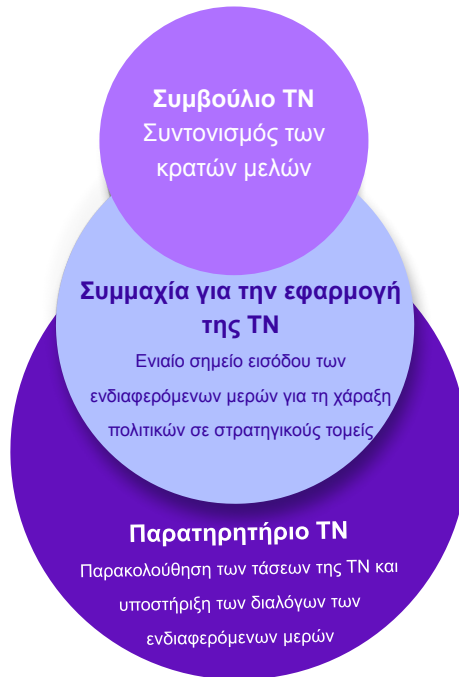 Συμβούλιο ΤΝ
Συντονισμός των
κρατών μελών
Συμμαχία για την εφαρμογή
της ΤΝ
Ενιαίο σημείο εισόδου των
ενδιαφερόμενων μερών για τη χάραξη
πολιτικών σε στρατηγικούς τομείς
Παρατηρητήριο ΤΝ
Παρακολούθηση των τάσεων της ΤΝ και
υποστήριξη των διαλόγων των
ενδιαφερόμενων μερών